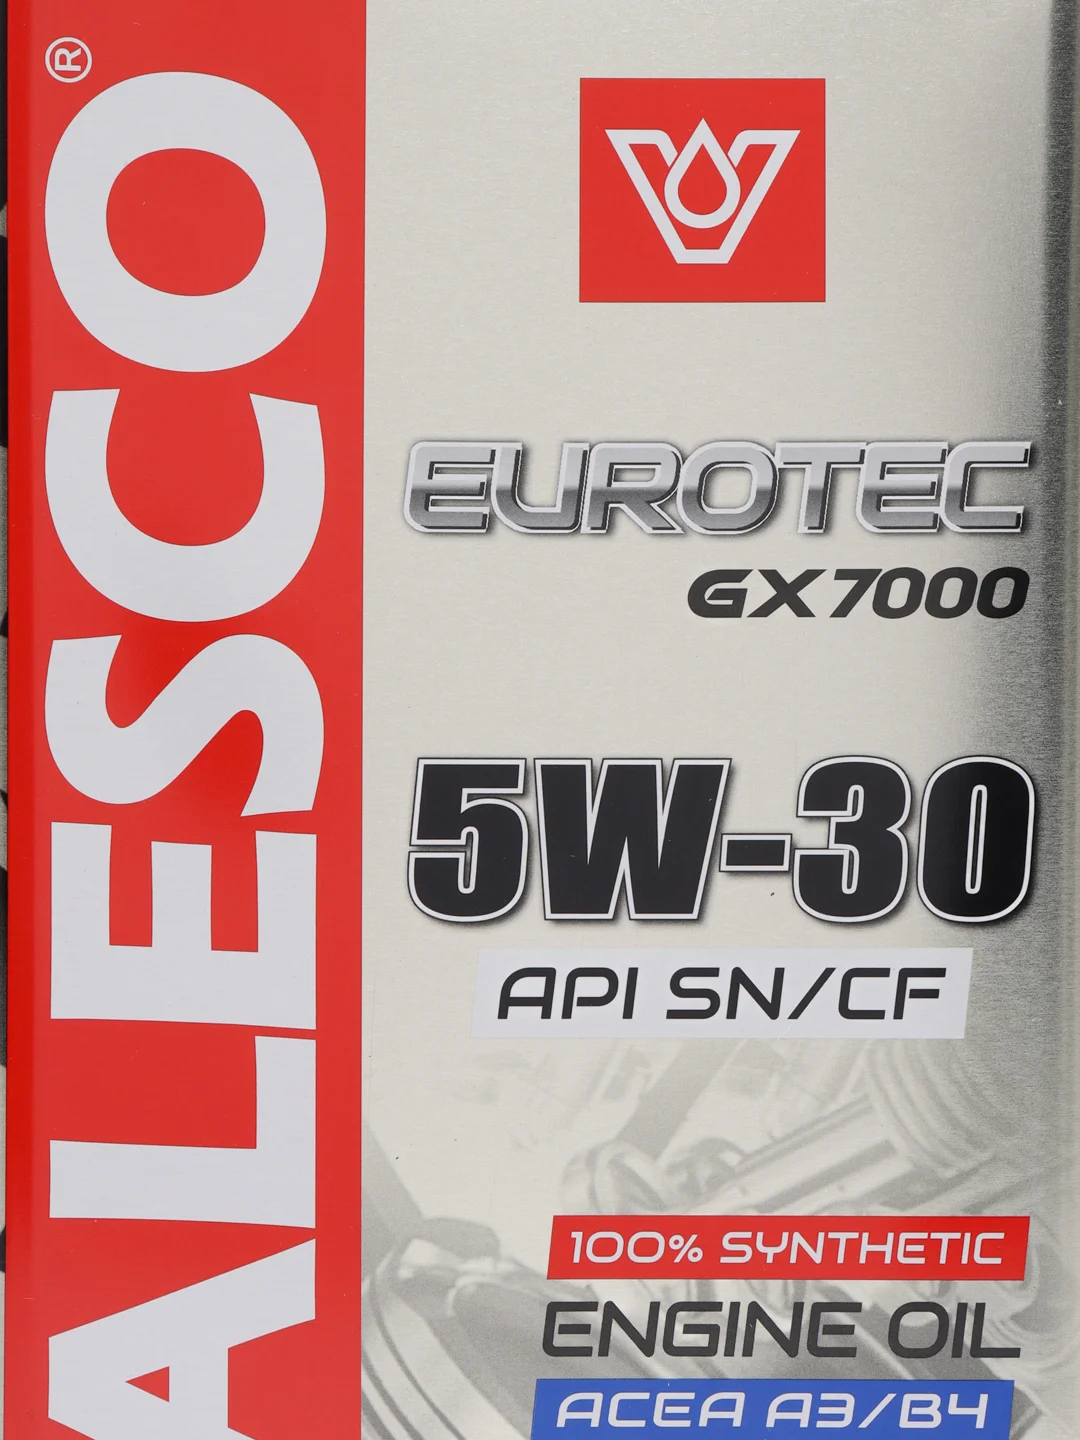 ALESCO®
EUROTEC
GX7000
5W-30
API SN/CF
100% SYNTHETIC
ENGINE OIL
ACEA A3/B4